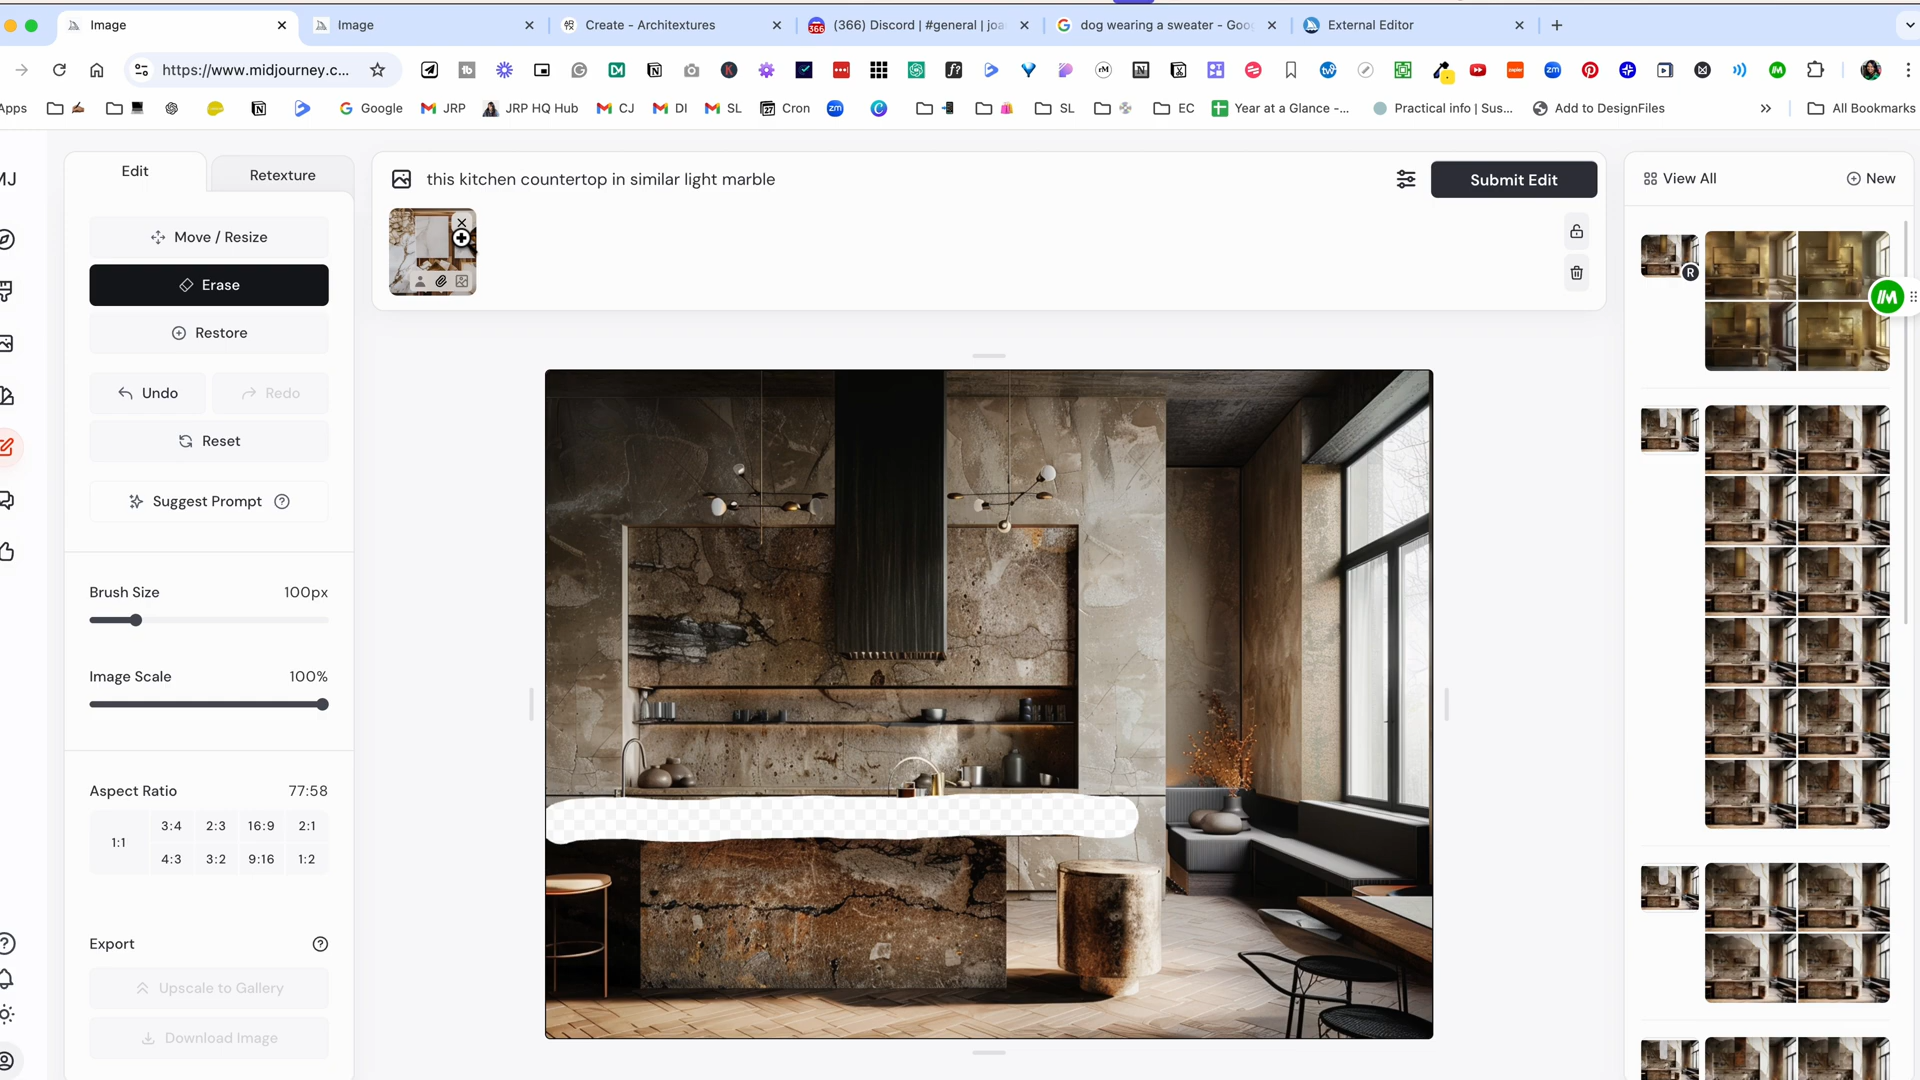 Image
Image
Create - Architextures
(366) Discord | #general | joa
dog wearing a sweater - Goo
External Editor
https://www.midjourney.c...
Apps
Google
JRP
JRP HQ Hub
CJ
DI
SL
Cron
SL
EC
Year at a Glance -...
Practical info | Sus...
Add to DesignFiles
All Bookmarks
MJ
Edit
Retexture
this kitchen countertop in similar light marble
Submit Edit
View All
New
Move / Resize
Erase
Restore
Undo
Redo
Reset
Suggest Prompt
Brush Size
100px
Image Scale
100%
Aspect Ratio
77:58
1:1
3:4
2:3
16:9
2:1
4:3
3:2
9:16
1:2
Export
Upscale to Gallery
Download Image
R